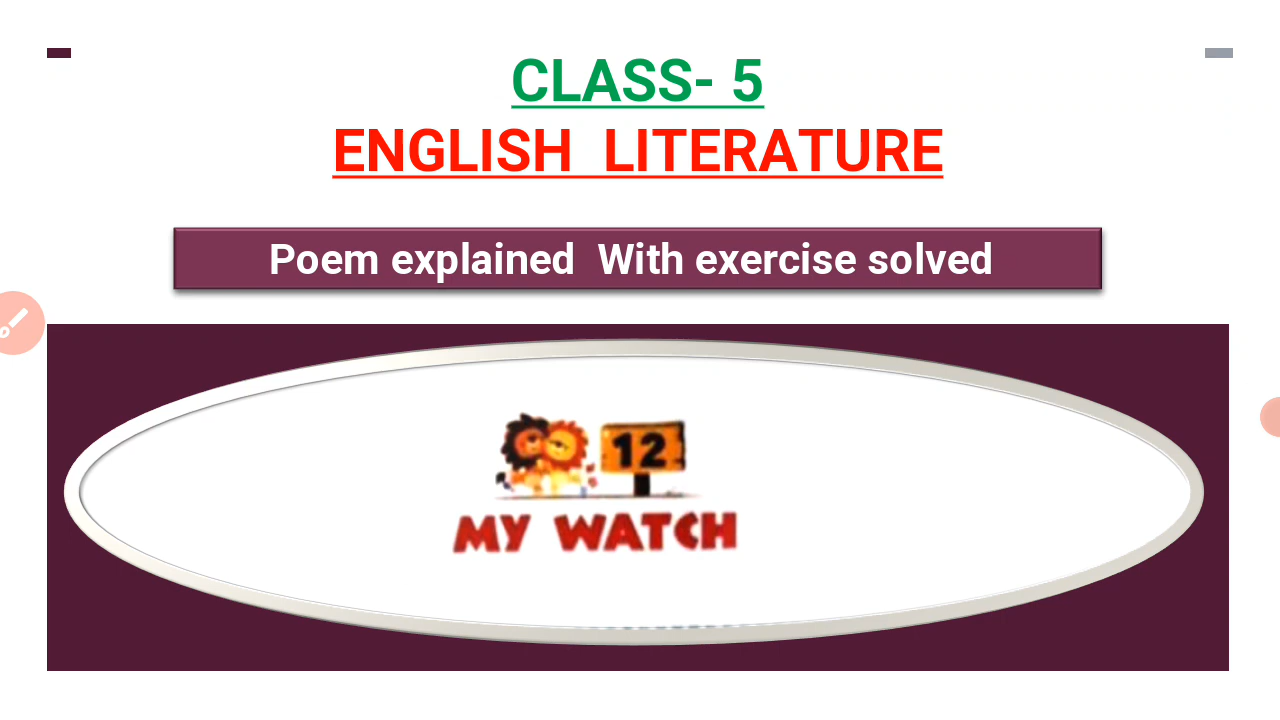 CLASS- 5
ENGLISH LITERATURE
Poem explained With exercise solved
12
MY WATCH